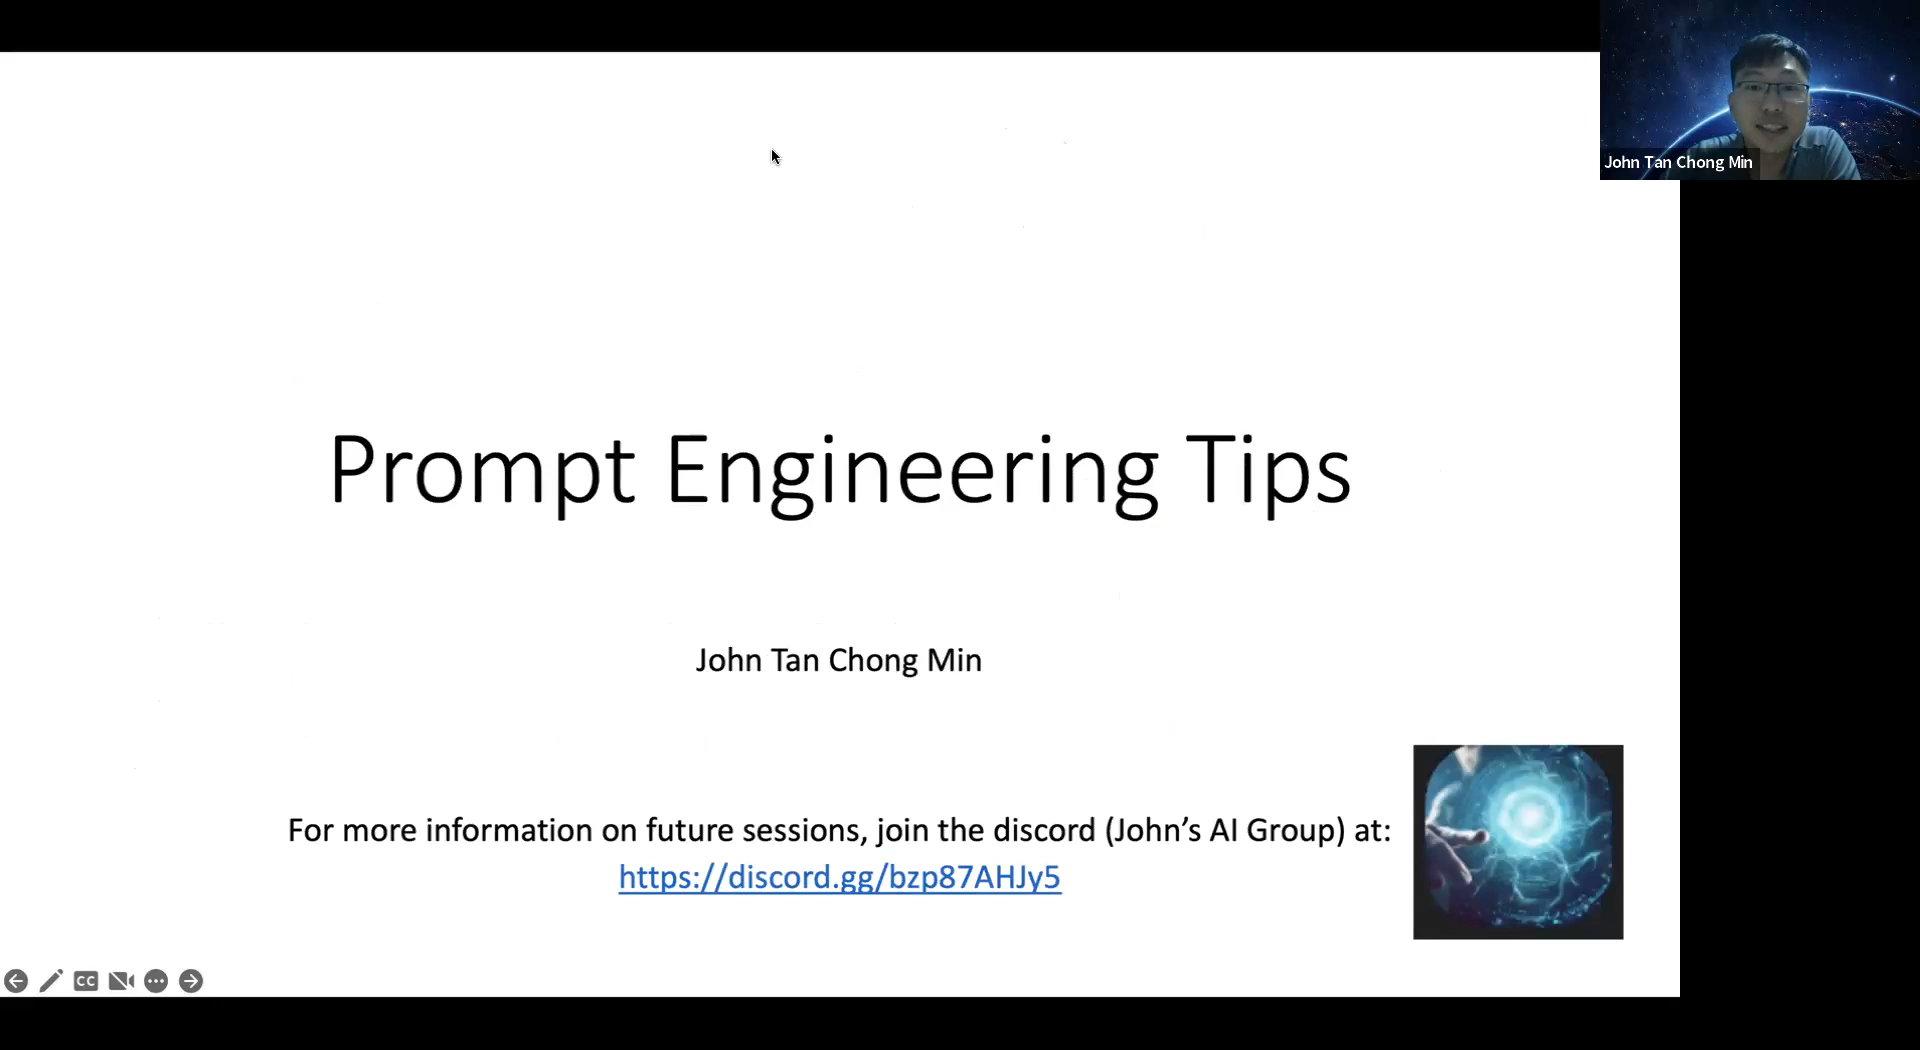 John Tan Chong Min
Prompt Engineering Tips
John Tan Chong Min
For more information on future sessions, join the discord (John’s AI Group) at:
https://discord.gg/bzp87AHJy5
CC